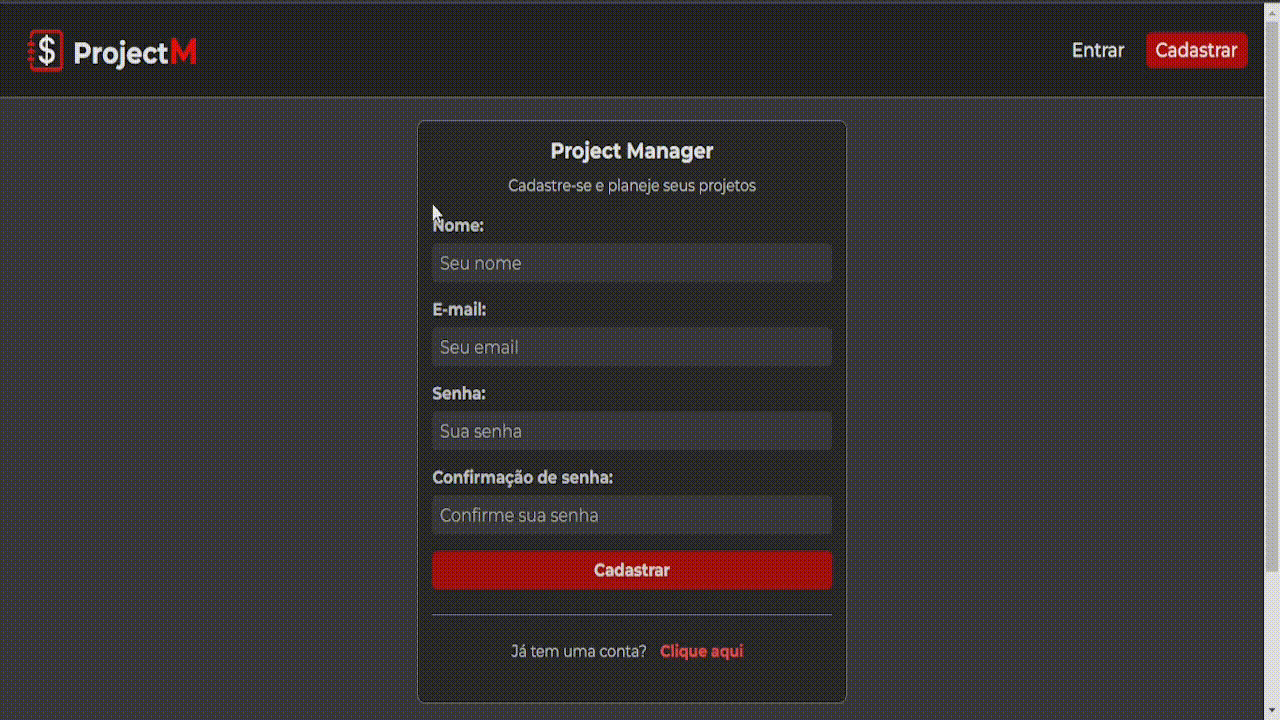 $ ProjectM
Entrar
Cadastrar
Project Manager
Cadastre-se e planeje seus projetos
Nome:
Seu nome
E-mail:
Seu email
Senha:
Sua senha
Confirmação de senha:
Confirme sua senha
Cadastrar
Já tem uma conta? Clique aqui